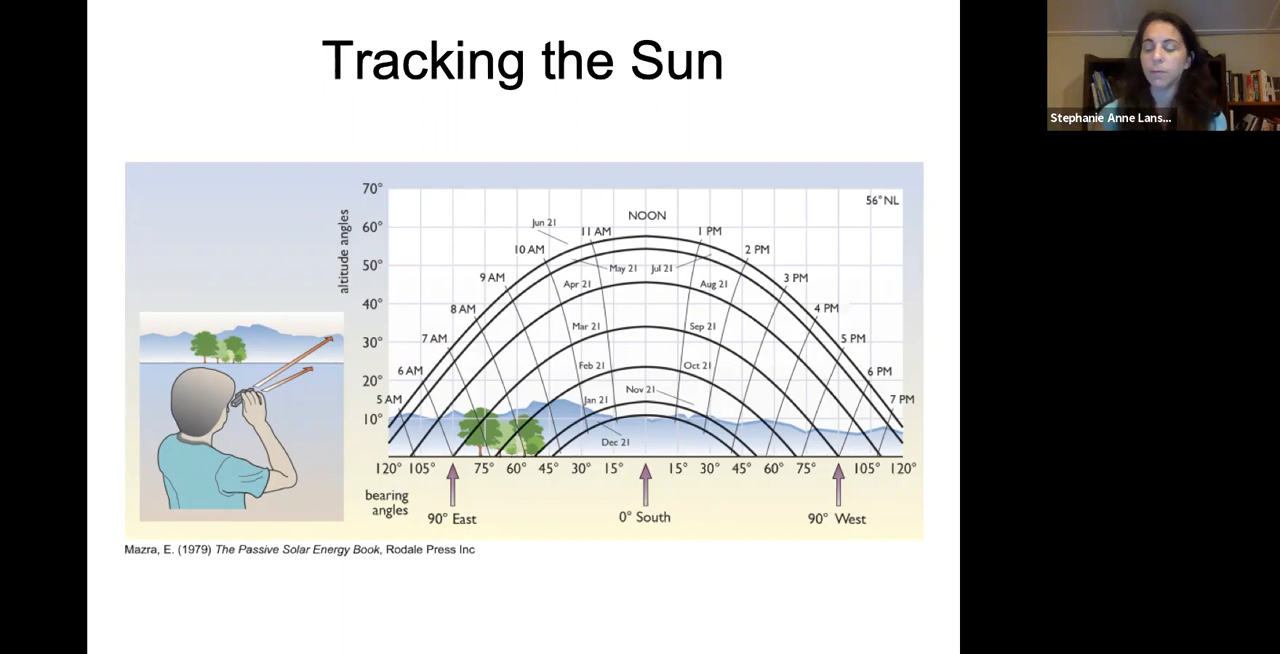 Tracking the Sun
Stephanie Anne Lans...
70°
60°
50°
40°
30°
20°
10°
altitude angles
56° NL
NOON
Jun 21
11 AM
1 PM
10 AM
2 PM
May 21
Jul 21
9 AM
3 PM
Apr 21
Aug 21
8 AM
4 PM
Mar 21
Sep 21
7 AM
5 PM
Feb 21
Oct 21
6 AM
6 PM
Nov 21
5 AM
Jan 21
7 PM
Dec 21
120° 105° 75° 60° 45° 30° 15° 15° 30° 45° 60° 75° 105° 120°
bearing
angles
90° East
0° South
90° West
Mazra, E. (1979) The Passive Solar Energy Book, Rodale Press Inc